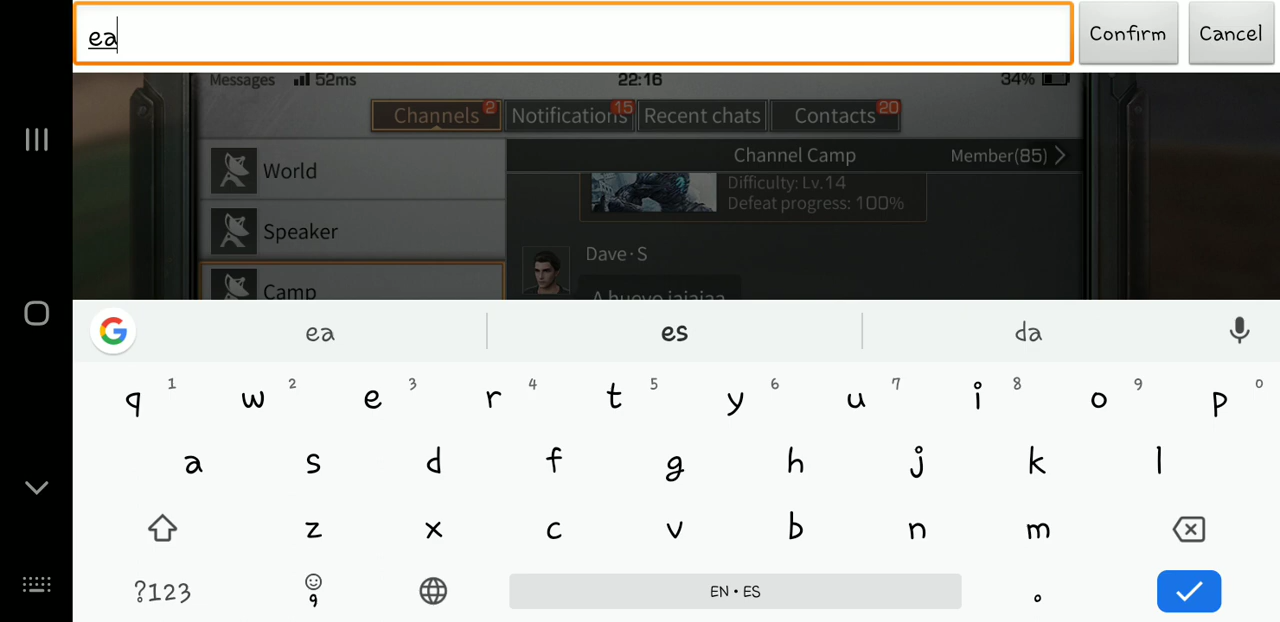 ea
Confirm
Cancel
Messages 52ms 22:16 34%
Channels 2 Notifications 15 Recent chats Contacts 20
Channel Camp Member(85)
World
Speaker
Camp
Difficulty: Lv.14
Defeat progress: 100%
Dave·S
A huevo jajajaa
ea es da
q 1 w 2 e 3 r 4 t 5 y 6 u 7 i 8 o 9 p 0
a s d f g h j k l
z x c v b n m
?123 , EN • ES .